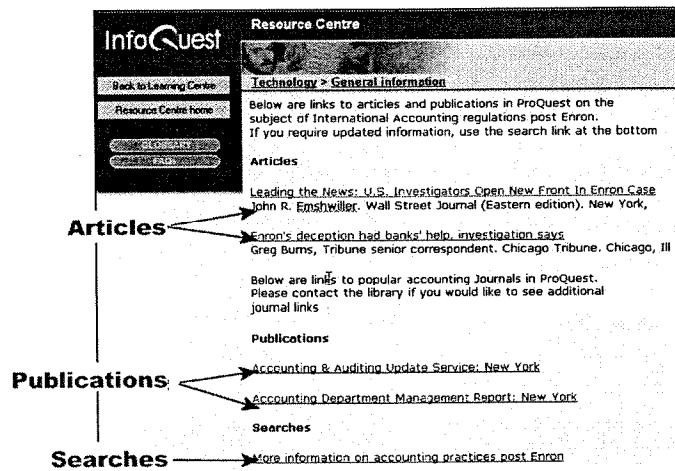 InfoQuest
Resource Centre
Back to Learning Centre
Resource Centre home
GLOSSARY
FAQs
Technology > General information
Below are links to articles and publications in ProQuest on the
subject of International Accounting regulations post Enron.
If you require updated information, use the search link at the bottom
Articles
Leading the News: U.S. Investigators Open New Front In Enron Case
John R. Emshwiller. Wall Street Journal (Eastern edition). New York,
Enron's deception had banks' help, investigation says
Greg Burns, Tribune senior correspondent. Chicago Tribune. Chicago, Ill
Below are links to popular accounting Journals in ProQuest.
Please contact the library if you would like to see additional
journal links
Publications
Accounting & Auditing Update Service; New York
Accounting Department Management Report; New York
Searches
More information on accounting practices post Enron
Articles
Publications
Searches